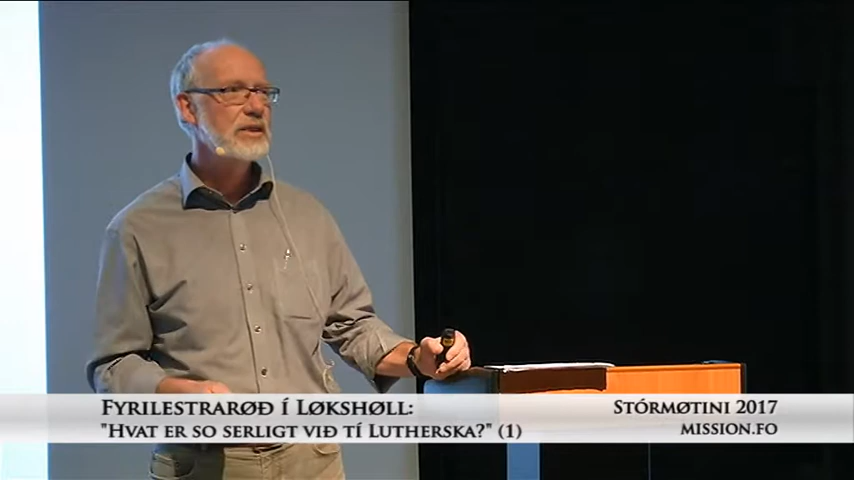 FYRILESTRARØÐ Í LØKSHØLL:
"HVAT ER SO SERLIGT VIÐ TÍ LUTHERSKA?" (1)
STÓRMØTINI 2017
MISSION.FO